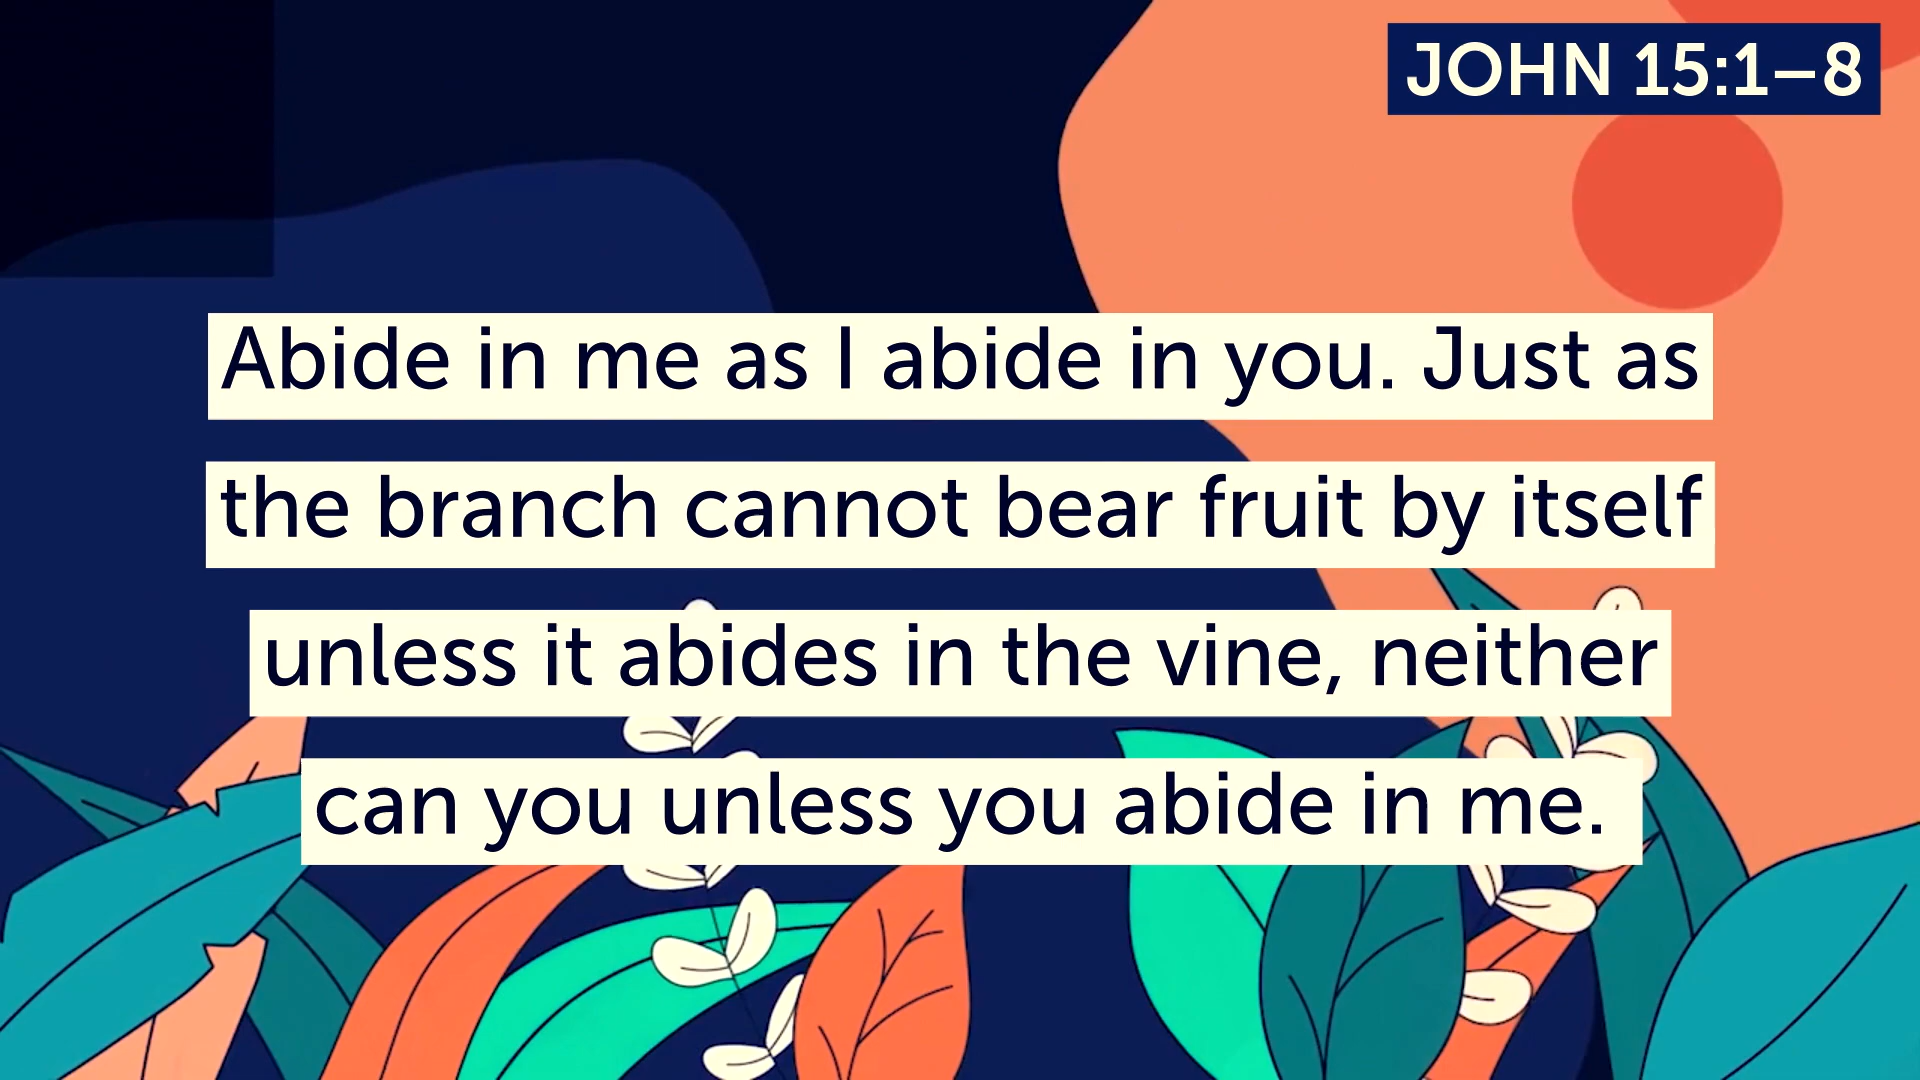 JOHN 15:1–8
Abide in me as I abide in you. Just as
the branch cannot bear fruit by itself
unless it abides in the vine, neither
can you unless you abide in me.